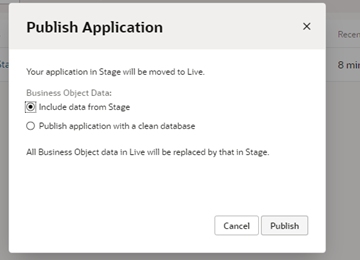 Publish Application
Your application in Stage will be moved to Live.
Business Object Data:
Include data from Stage
Publish application with a clean database
All Business Object data in Live will be replaced by that in Stage.
Cancel Publish
Sta
Recen
8 mi